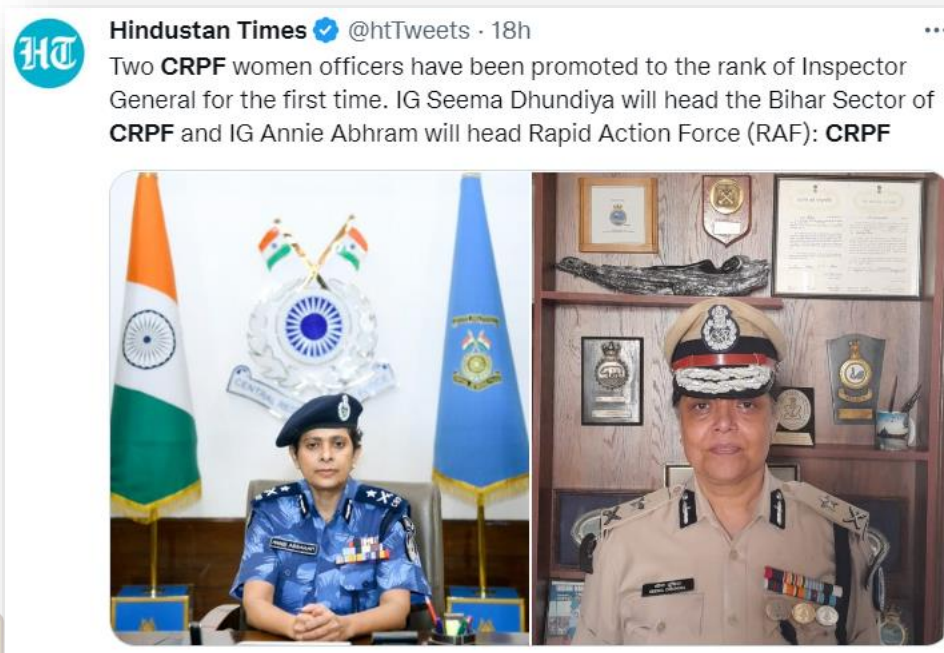 HT
Hindustan Times @htTweets · 18h
Two CRPF women officers have been promoted to the rank of Inspector
General for the first time. IG Seema Dhundiya will head the Bihar Sector of
CRPF and IG Annie Abhram will head Rapid Action Force (RAF): CRPF
CENTRAL